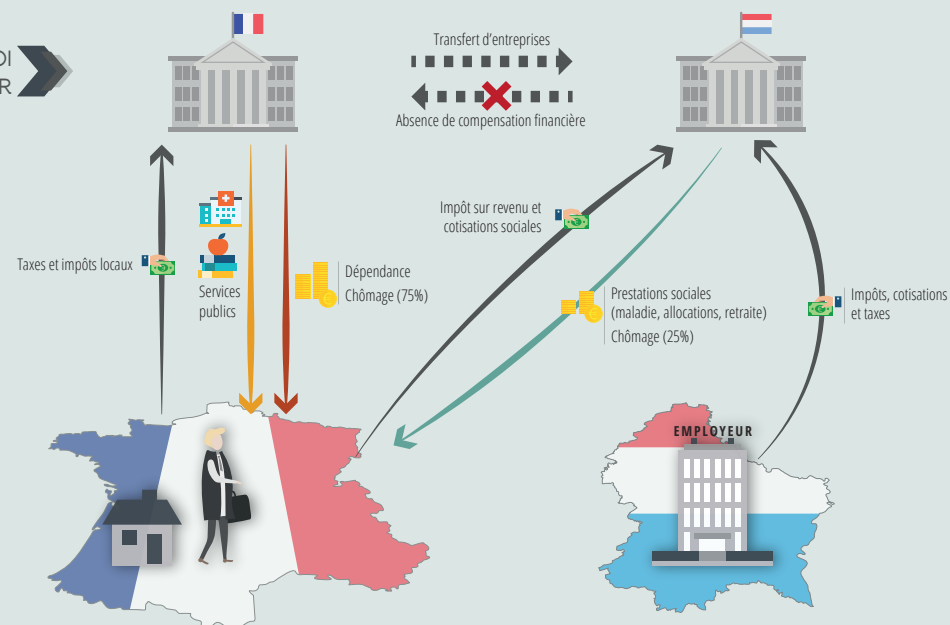 Transfert d'entreprises
Absence de compensation financière
Impôt sur revenu et
cotisations sociales
Taxes et impôts locaux
Services
publics
Dépendance
Chômage (75%)
Prestations sociales
(maladie, allocations, retraite)
Chômage (25%)
Impôts, cotisations
et taxes
EMPLOYEUR